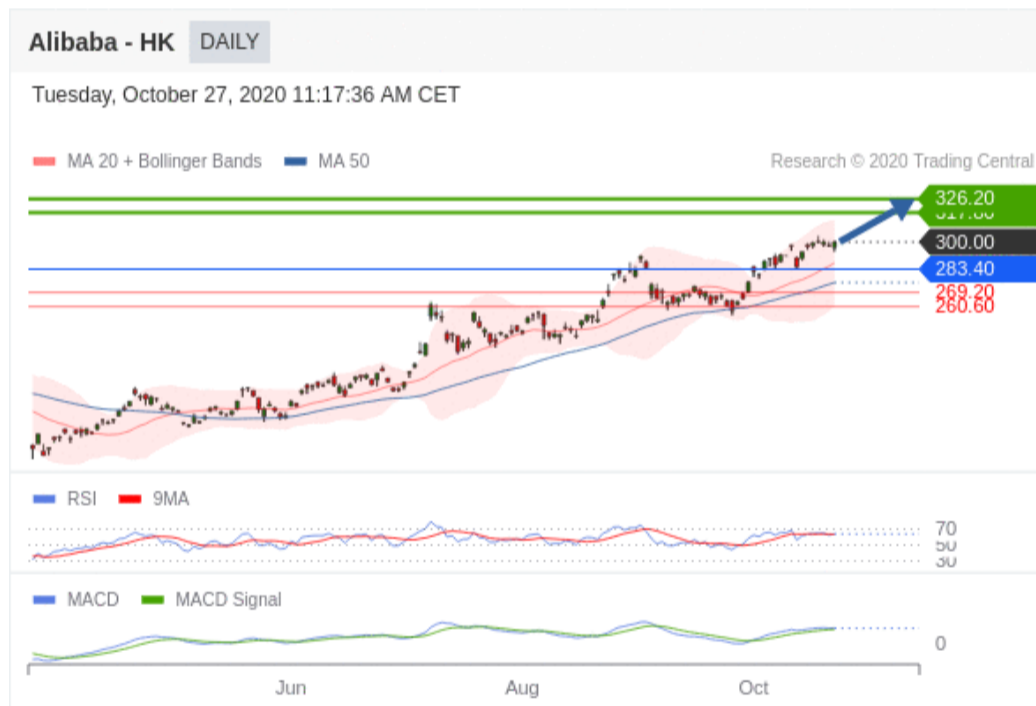 Alibaba - HK DAILY
Tuesday, October 27, 2020 11:17:36 AM CET
MA 20 + Bollinger Bands MA 50 Research © 2020 Trading Central
326.20
317.80
300.00
283.40
269.20
260.60
RSI 9MA
70
50
30
MACD MACD Signal
0
Jun Aug Oct